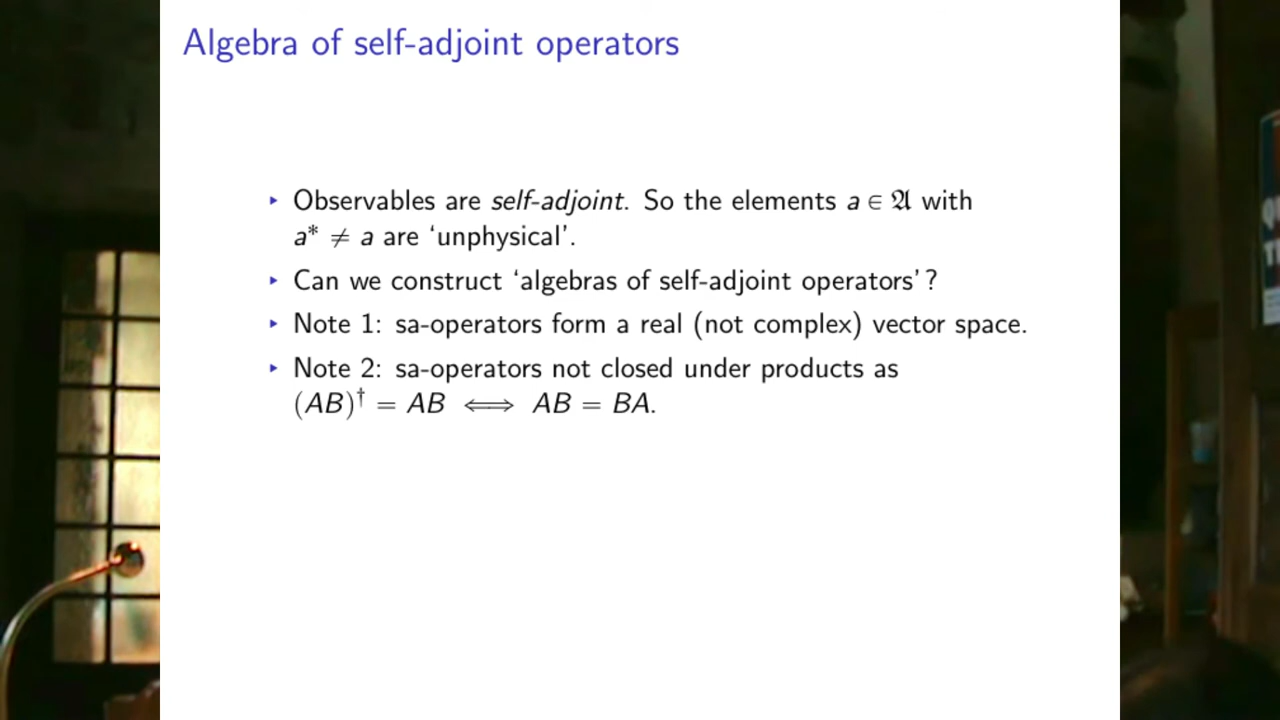 Algebra of self-adjoint operators
‣ Observables are self-adjoint. So the elements a ∈ 𝔄 with
a* ≠ a are ‘unphysical’.
‣ Can we construct ‘algebras of self-adjoint operators’?
‣ Note 1: sa-operators form a real (not complex) vector space.
‣ Note 2: sa-operators not closed under products as
(AB)† = AB ⟺ AB = BA.